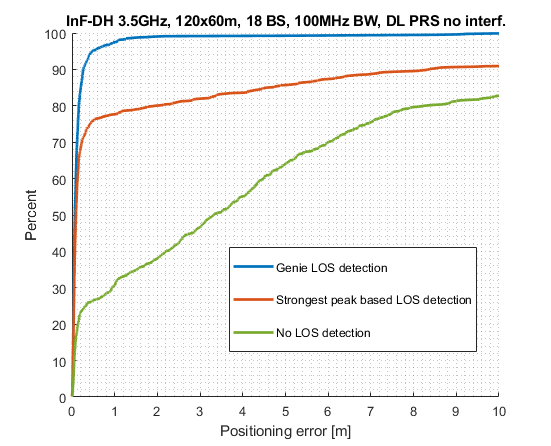 InF-DH 3.5GHz, 120x60m, 18 BS, 100MHz BW, DL PRS no interf.
100
90
80
70
60
50
40
30
20
10
0
Percent
Genie LOS detection
Strongest peak based LOS detection
No LOS detection
0 1 2 3 4 5 6 7 8 9 10
Positioning error [m]